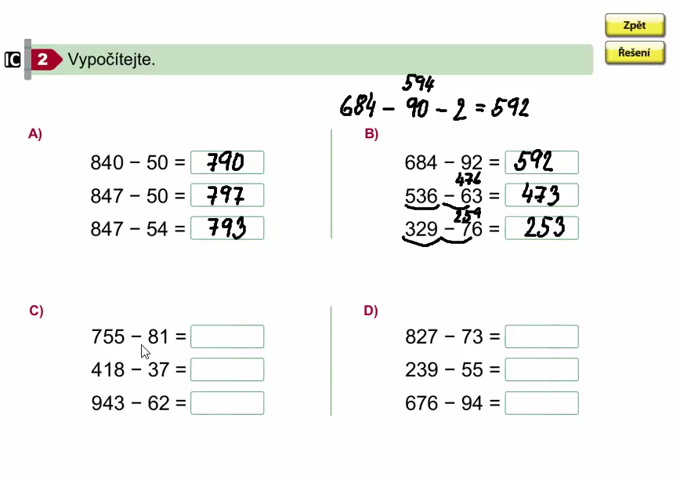 Zpět
Řešení
2 Vypočítejte.
594
684 − 90 − 2 = 592
A)
840 − 50 = 790
847 − 50 = 797
847 − 54 = 793
B)
684 − 92 = 592
476
536 − 63 = 473
259
329 − 76 = 253
C)
755 − 81 =
418 − 37 =
943 − 62 =
D)
827 − 73 =
239 − 55 =
676 − 94 =